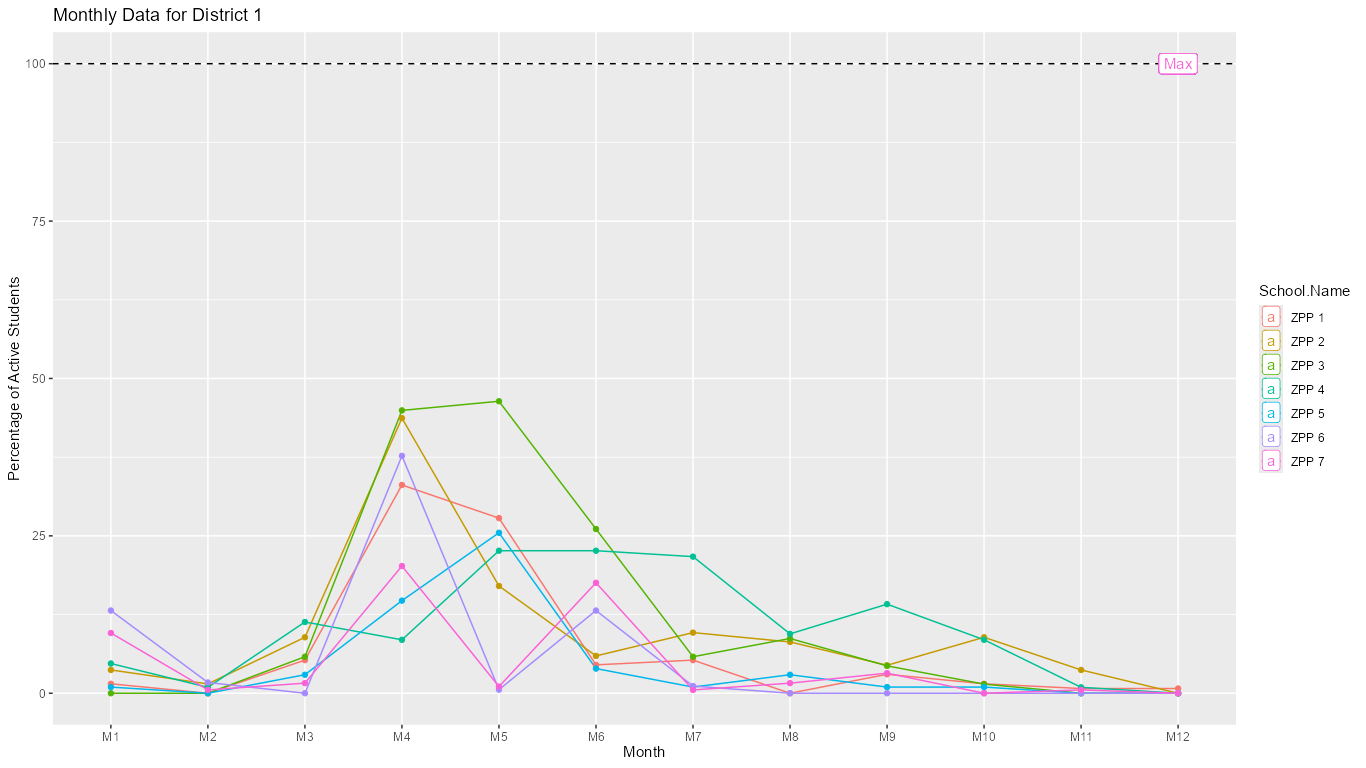 Monthly Data for District 1
100
Max
75
50
25
0
Percentage of Active Students
M1 M2 M3 M4 M5 M6 M7 M8 M9 M10 M11 M12
Month
School.Name
a ZPP 1
a ZPP 2
a ZPP 3
a ZPP 4
a ZPP 5
a ZPP 6
a ZPP 7